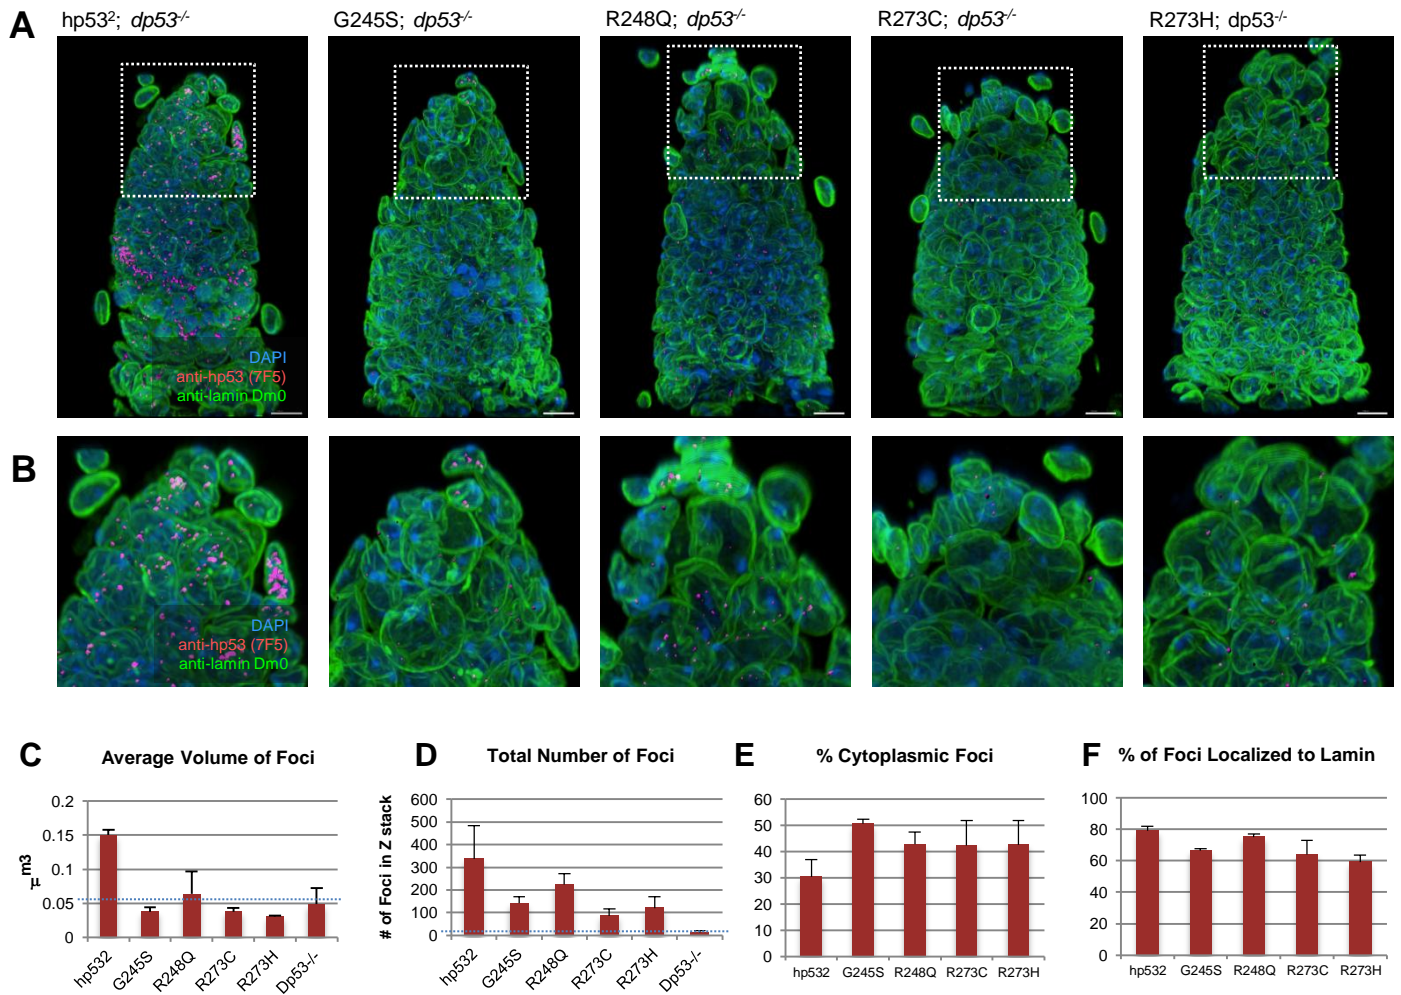 A
hp53²; dp53-/-
G245S; dp53-/-
R248Q; dp53-/-
R273C; dp53-/-
R273H; dp53-/-
DAPI
anti-hp53 (7F5)
anti-lamin Dm0
B
DAPI
anti-hp53 (7F5)
anti-lamin Dm0
C
Average Volume of Foci
μm3
0.2
0.15
0.1
0.05
0
hp532
G245S
R248Q
R273C
R273H
Dp53-/-
D
Total Number of Foci
# of Foci in Z stack
600
500
400
300
200
100
0
hp532
G245S
R248Q
R273C
R273H
Dp53-/-
E
% Cytoplasmic Foci
60
50
40
30
20
10
0
hp532
G245S
R248Q
R273C
R273H
F
% of Foci Localized to Lamin
100
80
60
40
20
0
hp532
G245S
R248Q
R273C
R273H